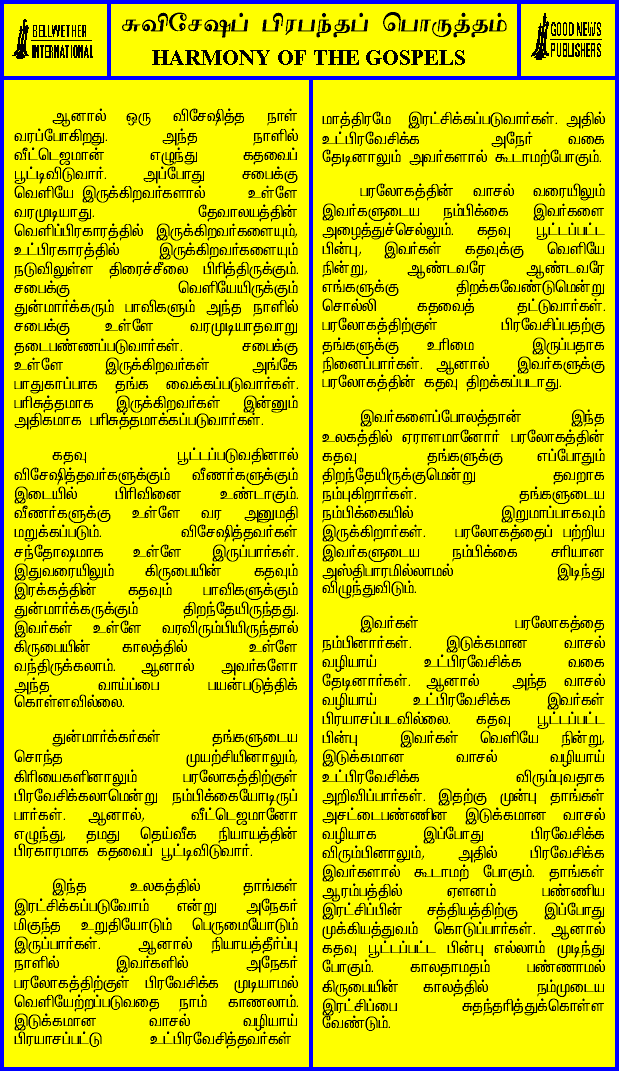 BELLWETHER
INTERNATIONAL
சுவிசேஷப் பிரபந்தப் பொருத்தம்
HARMONY OF THE GOSPELS
GOOD NEWS
PUBLISHERS
ஆனால் ஒரு விசேஷித்த நாள்
வரப்போகிறது. அந்த நாளில்
வீட்டெஜமான் எழுந்து கதவைப்
பூட்டிவிடுவார். அப்போது சபைக்கு
வெளியே இருக்கிறவர்களால் உள்ளே
வரமுடியாது. தேவாலயத்தின்
வெளிப்பிரகாரத்தில் இருக்கிறவர்களையும்,
உட்பிரகாரத்தில் இருக்கிறவர்களையும்
நடுவிலுள்ள திரைச்சீலை பிரித்திருக்கும்.
சபைக்கு வெளியேயிருக்கும்
துன்மார்க்கரும் பாவிகளும் அந்த நாளில்
சபைக்கு உள்ளே வரமுடியாதவாறு
தடைபண்ணப்படுவார்கள். சபைக்கு
உள்ளே இருக்கிறவர்கள் அங்கே
பாதுகாப்பாக தங்க வைக்கப்படுவார்கள்.
பரிசுத்தமாக இருக்கிறவர்கள் இன்னும்
அதிகமாக பரிசுத்தமாக்கப்படுவார்கள்.
கதவு பூட்டப்படுவதினால்
விசேஷித்தவர்களுக்கும் வீணர்களுக்கும்
இடையில் பிரிவினை உண்டாகும்.
வீணர்களுக்கு உள்ளே வர அனுமதி
மறுக்கப்படும். விசேஷித்தவர்கள்
சந்தோஷமாக உள்ளே இருப்பார்கள்.
இதுவரையிலும் கிருபையின் கதவும்
இரக்கத்தின் கதவும் பாவிகளுக்கும்
துன்மார்க்கருக்கும் திறந்தேயிருந்தது.
இவர்கள் உள்ளே வரவிரும்பியிருந்தால்
கிருபையின் காலத்தில் உள்ளே
வந்திருக்கலாம். ஆனால் அவர்களோ
அந்த வாய்ப்பை பயன்படுத்திக்
கொள்ளவில்லை.
துன்மார்க்கர்கள் தங்களுடைய
சொந்த முயற்சியினாலும்,
கிரியைகளினாலும் பரலோகத்திற்குள்
பிரவேசிக்கலாமென்று நம்பிக்கையோடிருப்
பார்கள். ஆனால், வீட்டெஜமானோ
எழுந்து, தமது தெய்வீக நியாயத்தின்
பிரகாரமாக கதவைப் பூட்டிவிடுவார்.
இந்த உலகத்தில் தாங்கள்
இரட்சிக்கப்படுவோம் என்று அநேகர்
மிகுந்த உறுதியோடும் பெருமையோடும்
இருப்பார்கள். ஆனால் நியாயத்தீர்ப்பு
நாளில் இவர்களில் அநேகர்
பரலோகத்திற்குள் பிரவேசிக்க முடியாமல்
வெளியேற்றப்படுவதை நாம் காணலாம்.
இடுக்கமான வாசல் வழியாய்
பிரயாசப்பட்டு உட்பிரவேசித்தவர்கள்
மாத்திரமே இரட்சிக்கப்படுவார்கள். அதில்
உட்பிரவேசிக்க அநேர் வகை
தேடினாலும் அவர்களால் கூடாமற்போகும்.
பரலோகத்தின் வாசல் வரையிலும்
இவர்களுடைய நம்பிக்கை இவர்களை
அழைத்துச்செல்லும். கதவு பூட்டப்பட்ட
பின்பு, இவர்கள் கதவுக்கு வெளியே
நின்று, ஆண்டவரே ஆண்டவரே
எங்களுக்கு திறக்கவேண்டுமென்று
சொல்லி கதவைத் தட்டுவார்கள்.
பரலோகத்திற்குள் பிரவேசிப்பதற்கு
தங்களுக்கு உரிமை இருப்பதாக
நினைப்பார்கள். ஆனால் இவர்களுக்கு
பரலோகத்தின் கதவு திறக்கப்படாது.
இவர்களைப்போலத்தான் இந்த
உலகத்தில் ஏராளமானோர் பரலோகத்தின்
கதவு தங்களுக்கு எப்போதும்
திறந்தேயிருக்குமென்று தவறாக
நம்புகிறார்கள். தங்களுடைய
நம்பிக்கையில் இறுமாப்பாகவும்
இருக்கிறார்கள். பரலோகத்தைப் பற்றிய
இவர்களுடைய நம்பிக்கை சரியான
அஸ்திபாரமில்லாமல் இடிந்து
விழுந்துவிடும்.
இவர்கள் பரலோகத்தை
நம்பினார்கள். இடுக்கமான வாசல்
வழியாய் உட்பிரவேசிக்க வகை
தேடினார்கள். ஆனால் அந்த வாசல்
வழியாய் உட்பிரவேசிக்க இவர்கள்
பிரயாசப்படவில்லை. கதவு பூட்டப்பட்ட
பின்பு இவர்கள் வெளியே நின்று,
இடுக்கமான வாசல் வழியாய்
உட்பிரவேசிக்க விரும்புவதாக
அறிவிப்பார்கள். இதற்கு முன்பு தாங்கள்
அசட்டைபண்ணின இடுக்கமான வாசல்
வழியாக இப்போது பிரவேசிக்க
விரும்பினாலும், அதில் பிரவேசிக்க
இவர்களால் கூடாமற் போகும். தாங்கள்
ஆரம்பத்தில் ஏளனம் பண்ணிய
இரட்சிப்பின் சத்தியத்திற்கு இப்போது
முக்கியத்துவம் கொடுப்பார்கள். ஆனால்
கதவு பூட்டப்பட்ட பின்பு எல்லாம் முடிந்து
போகும். காலதாமதம் பண்ணாமல்
கிருபையின் காலத்தில் நம்முடைய
இரட்சிப்பை சுதந்தரித்துக்கொள்ள
வேண்டும்.